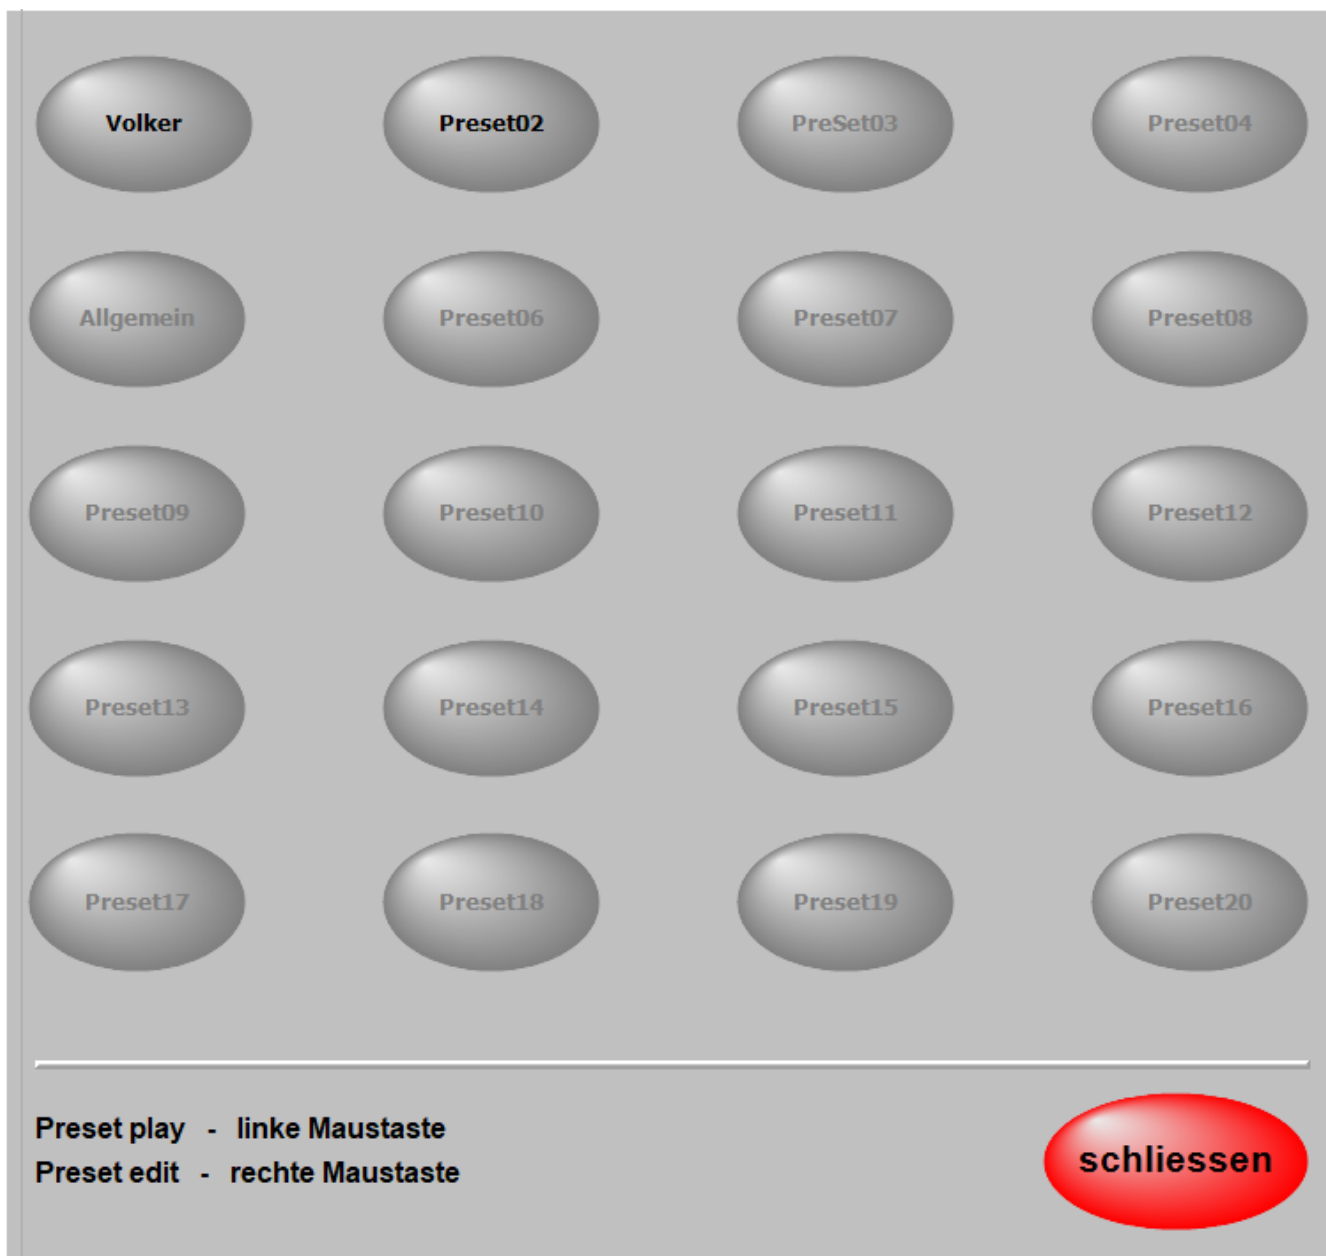 Volker Preset02 PreSet03 Preset04
Allgemein Preset06 Preset07 Preset08
Preset09 Preset10 Preset11 Preset12
Preset13 Preset14 Preset15 Preset16
Preset17 Preset18 Preset19 Preset20
Preset play - linke Maustaste
Preset edit - rechte Maustaste
schliessen